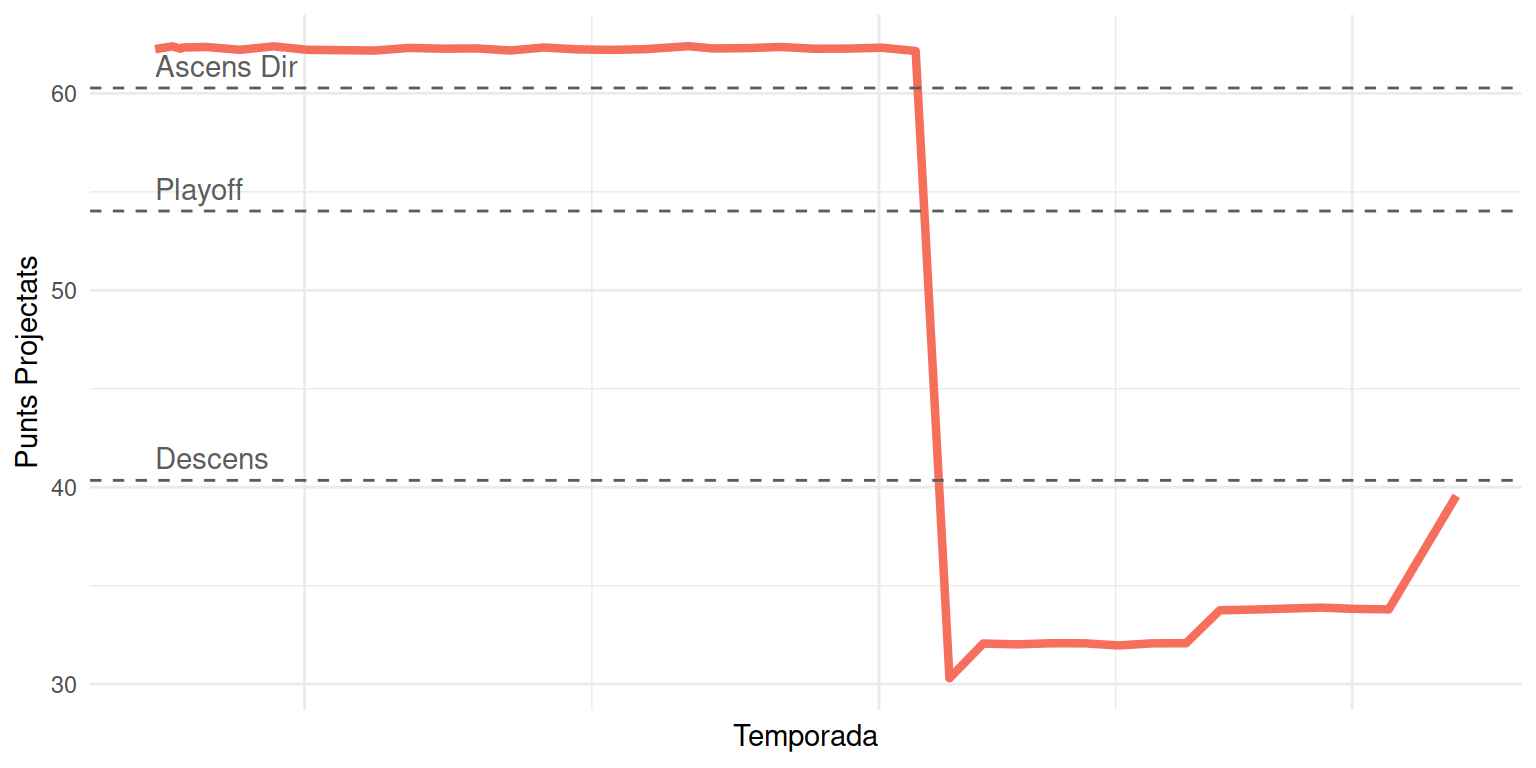 Ascens Dir
60
Playoff
50
Punts Projectats
Descens
40
30
Temporada